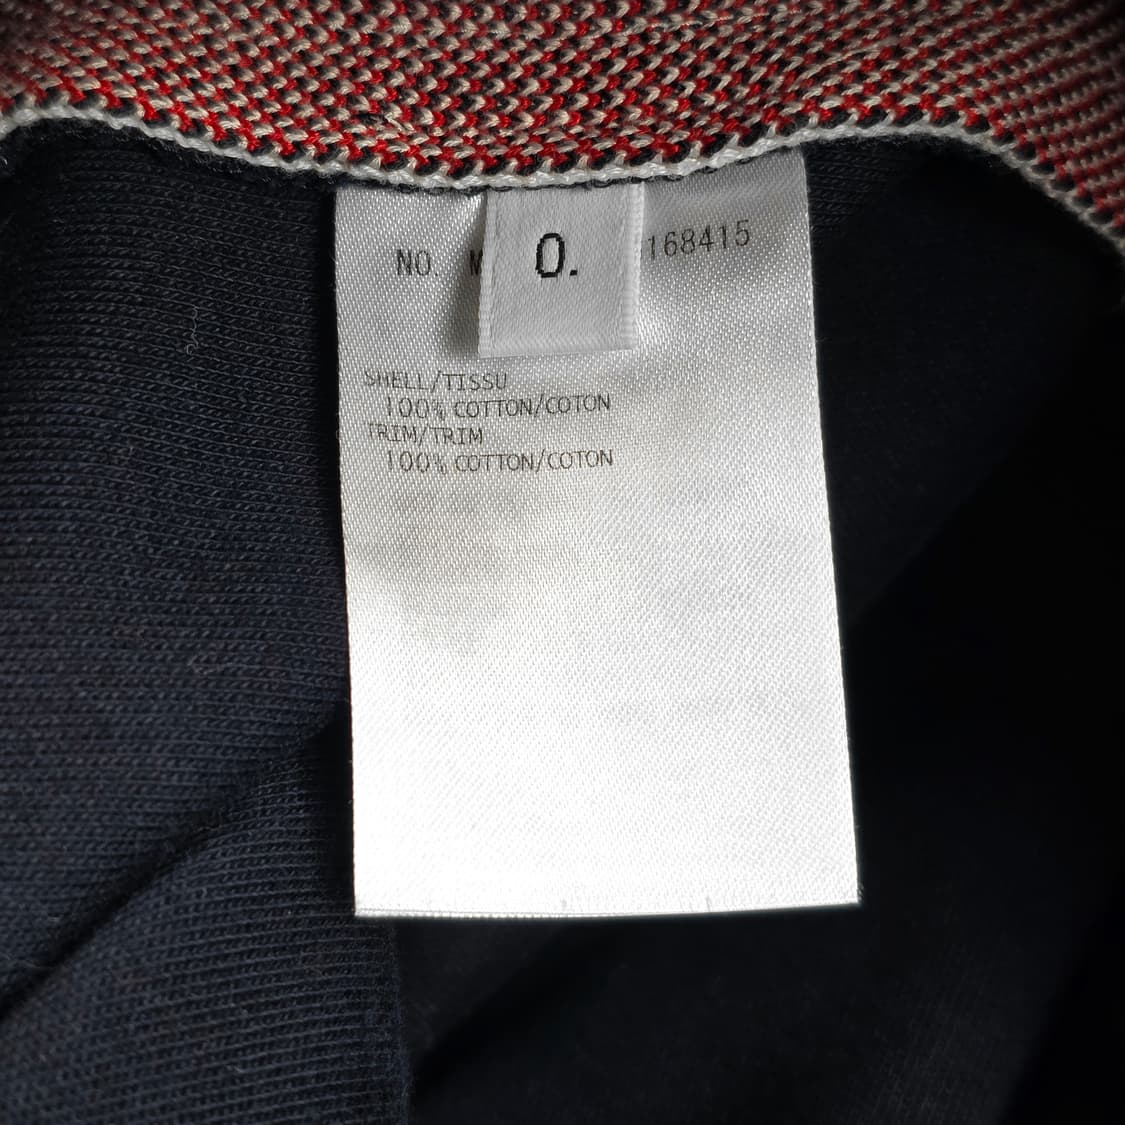 NO. M 168415
0.
SHELL/TISSU
100% COTTON/COTON
TRIM/TRIM
100% COTTON/COTON